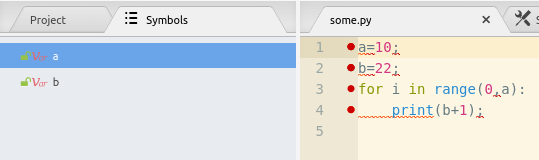 Project
Symbols
Var a
Var b
some.py
1 a=10;
2 b=22;
3 for i in range(0,a):
4     print(b+1);
5